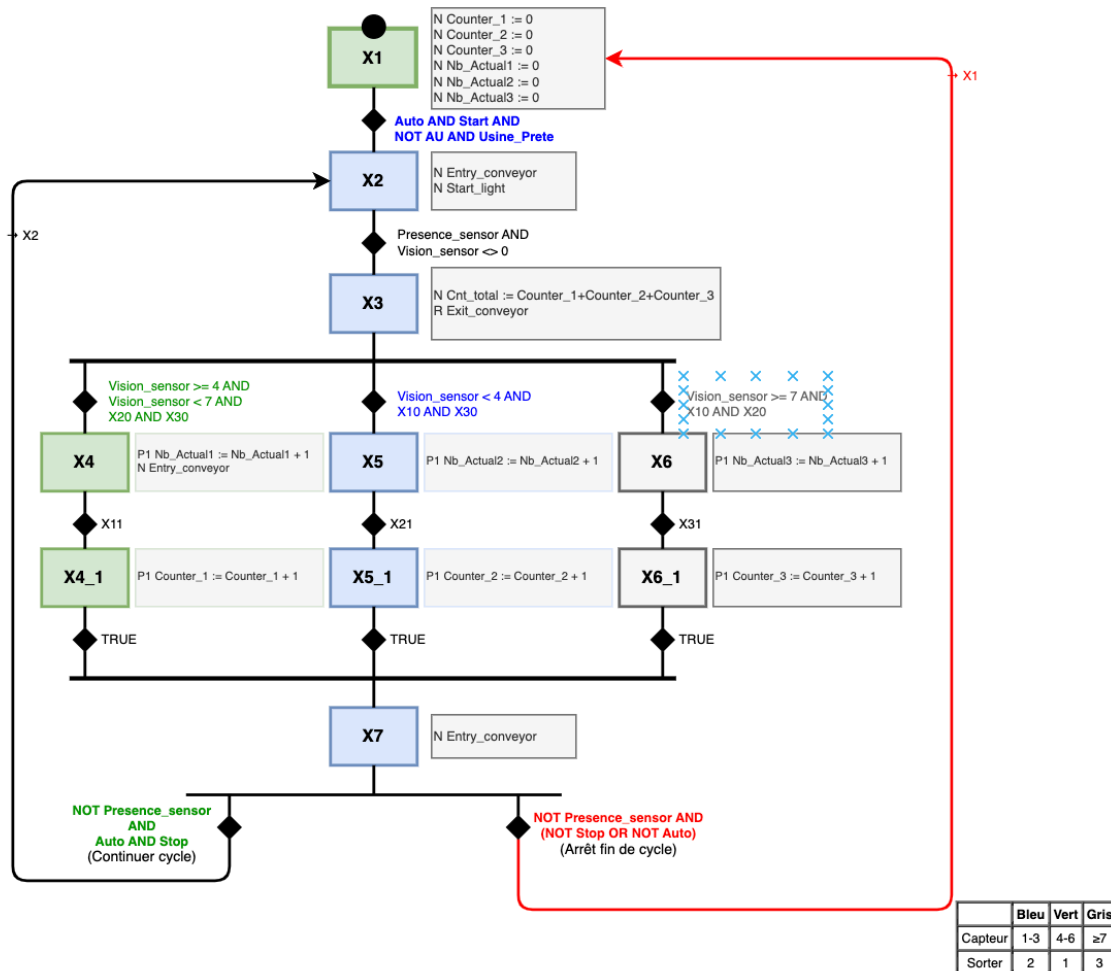 X1
N Counter_1 := 0
N Counter_2 := 0
N Counter_3 := 0
N Nb_Actual1 := 0
N Nb_Actual2 := 0
N Nb_Actual3 := 0
→ X1
Auto AND Start AND
NOT AU AND Usine_Prete
X2
N Entry_conveyor
N Start_light
→ X2
Presence_sensor AND
Vision_sensor <> 0
X3
N Cnt_total := Counter_1+Counter_2+Counter_3
R Exit_conveyor
Vision_sensor >= 4 AND
Vision_sensor < 7 AND
X20 AND X30
Vision_sensor < 4 AND
X10 AND X30
Vision_sensor >= 7 AND
X10 AND X20
X4
P1 Nb_Actual1 := Nb_Actual1 + 1
N Entry_conveyor
X5
P1 Nb_Actual2 := Nb_Actual2 + 1
X6
P1 Nb_Actual3 := Nb_Actual3 + 1
X11
X21
X31
X4_1
P1 Counter_1 := Counter_1 + 1
X5_1
P1 Counter_2 := Counter_2 + 1
X6_1
P1 Counter_3 := Counter_3 + 1
TRUE
TRUE
TRUE
X7
N Entry_conveyor
NOT Presence_sensor
AND
Auto AND Stop
(Continuer cycle)
NOT Presence_sensor AND
(NOT Stop OR NOT Auto)
(Arrêt fin de cycle)
Bleu Vert Gris
Capteur 1-3 4-6 ≥7
Sorter 2 1 3